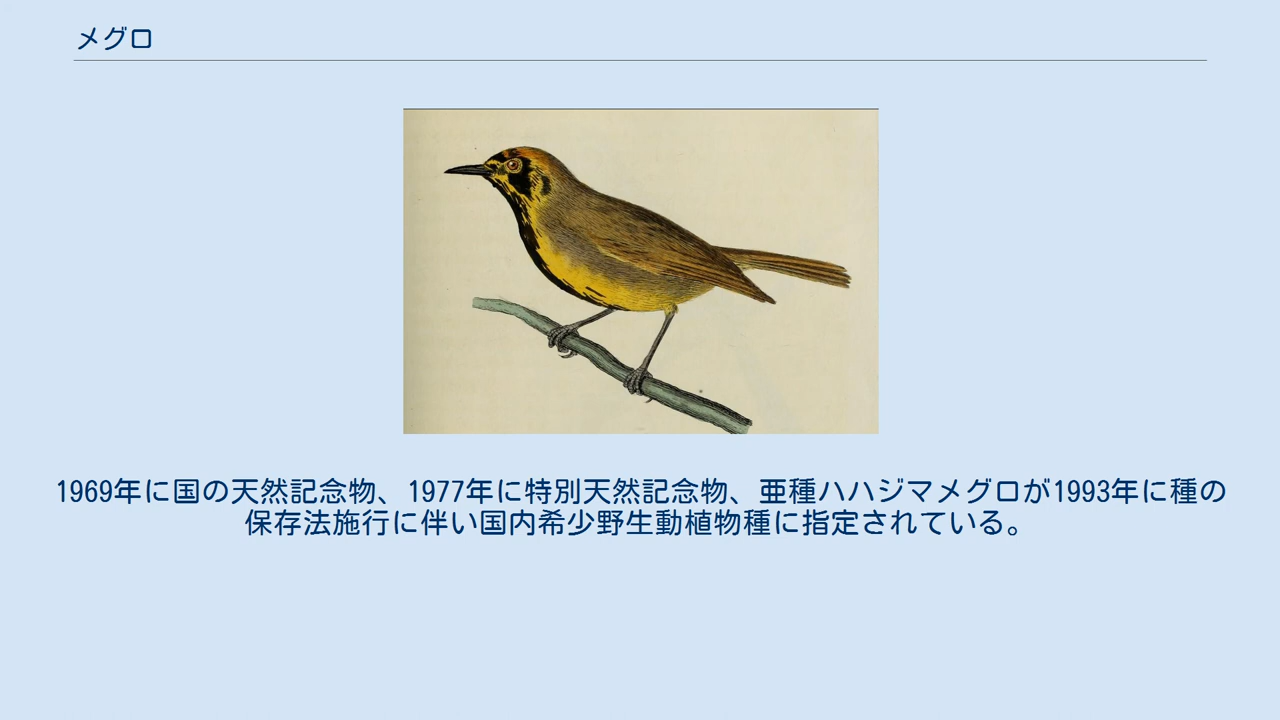 メグロ
1969年に国の天然記念物、1977年に特別天然記念物、亜種ハハジマメグロが1993年に種の
保存法施行に伴い国内希少野生動植物種に指定されている。